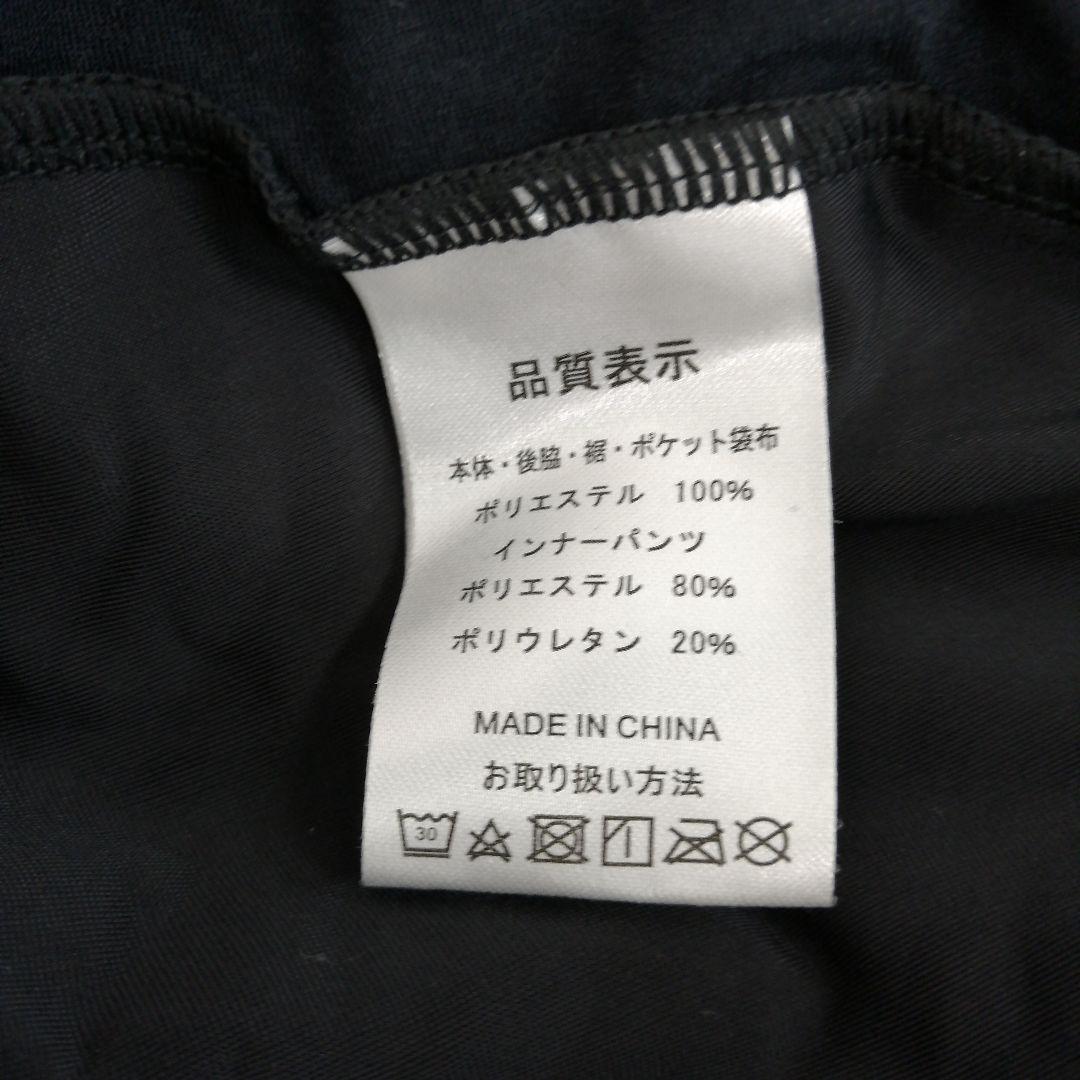 品質表示
本体・後脇・裾・ポケット袋布
ポリエステル 100%
インナーパンツ
ポリエステル 80%
ポリウレタン 20%
MADE IN CHINA
お取り扱い方法
30